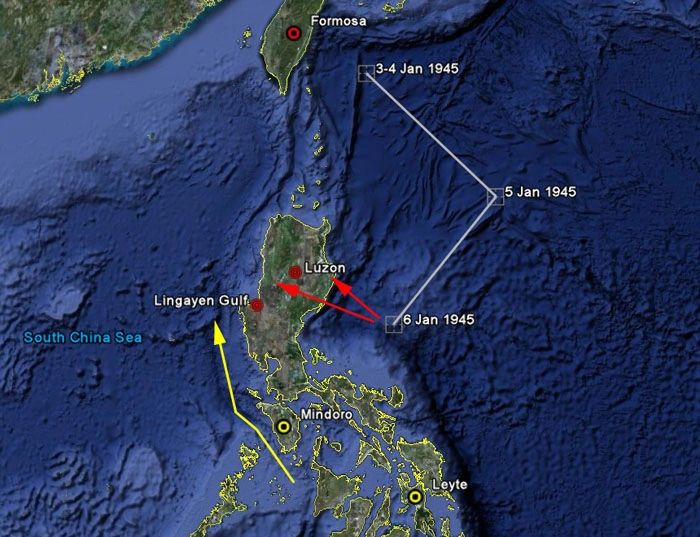 Formosa
3-4 Jan 1945
5 Jan 1945
Luzon
Lingayen Gulf
6 Jan 1945
South China Sea
Mindoro
Leyte